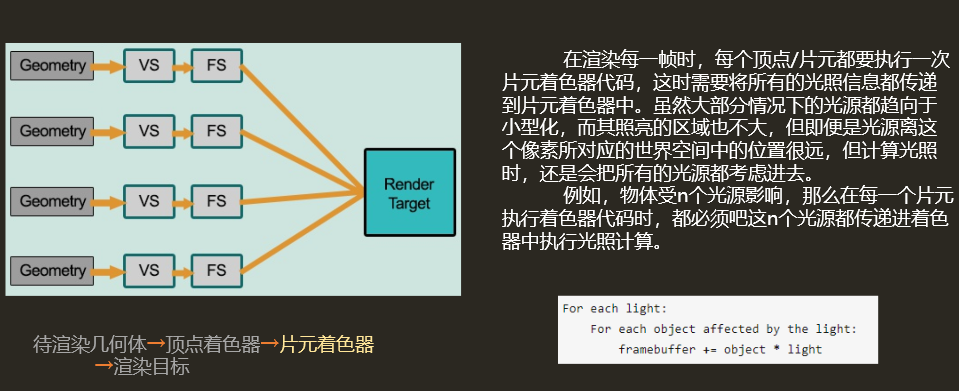 Geometry VS FS
Geometry VS FS
Geometry VS FS
Geometry VS FS
Render
Target
待渲染几何体→顶点着色器→片元着色器
→渲染目标
在渲染每一帧时，每个顶点/片元都要执行一次
片元着色器代码，这时需要将所有的光照信息都传递
到片元着色器中。虽然大部分情况下的光源都趋向于
小型化，而其照亮的区域也不大，但即便是光源离这
个像素所对应的世界空间中的位置很远，但计算光照
时，还是会把所有的光源都考虑进去。
例如，物体受n个光源影响，那么在每一个片元
执行着色器代码时，都必须吧这n个光源都传递进着色
器中执行光照计算。
For each light:
For each object affected by the light:
framebuffer += object * light